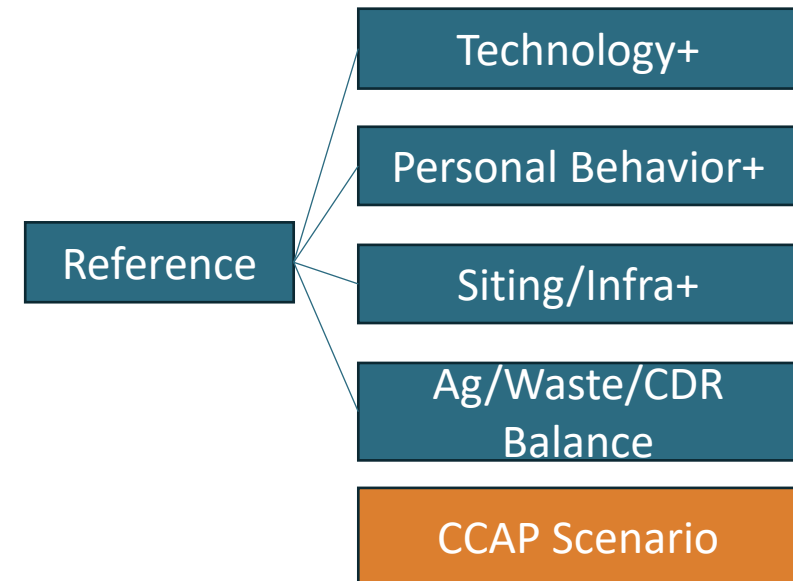 Technology+
Personal Behavior+
Reference
Siting/Infra+
Ag/Waste/CDR
Balance
CCAP Scenario